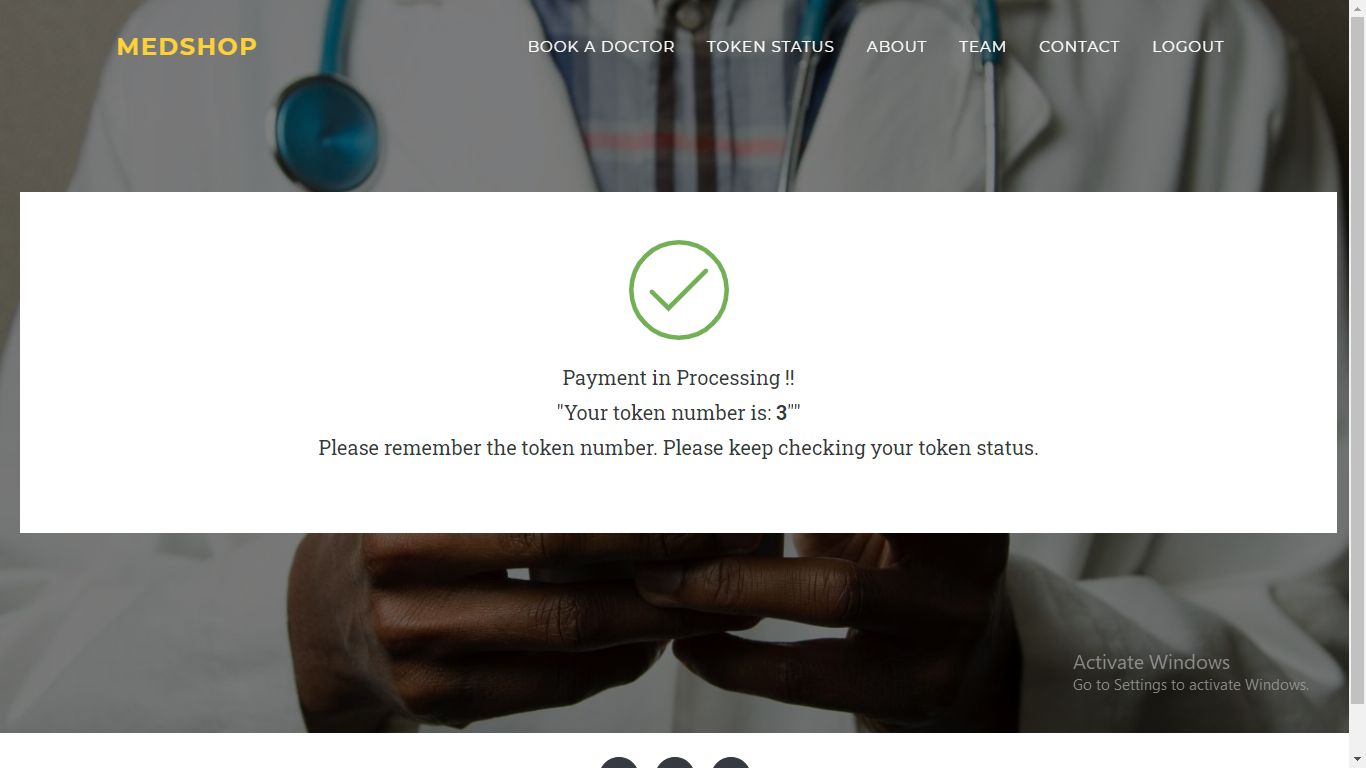 MEDSHOP BOOK A DOCTOR TOKEN STATUS ABOUT TEAM CONTACT LOGOUT
Payment in Processing !!
"Your token number is: 3""
Please remember the token number. Please keep checking your token status.
Activate Windows
Go to Settings to activate Windows.